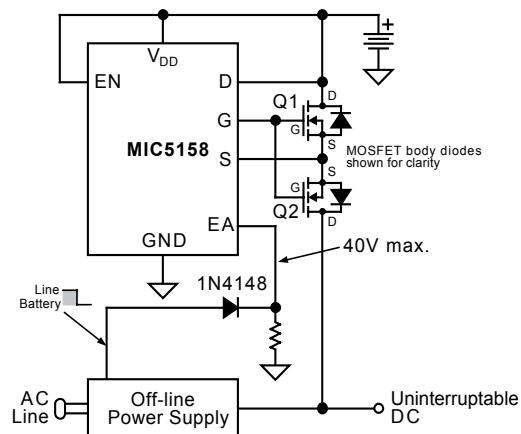 +
VDD
EN
D
D
Q1
G
G
S
MIC5158
MOSFET body diodes
shown for clarity
S
S
G
Q2
D
EA
GND
40V max.
1N4148
Line
Battery
AC
Line
Off-line
Power Supply
Uninterruptable
DC